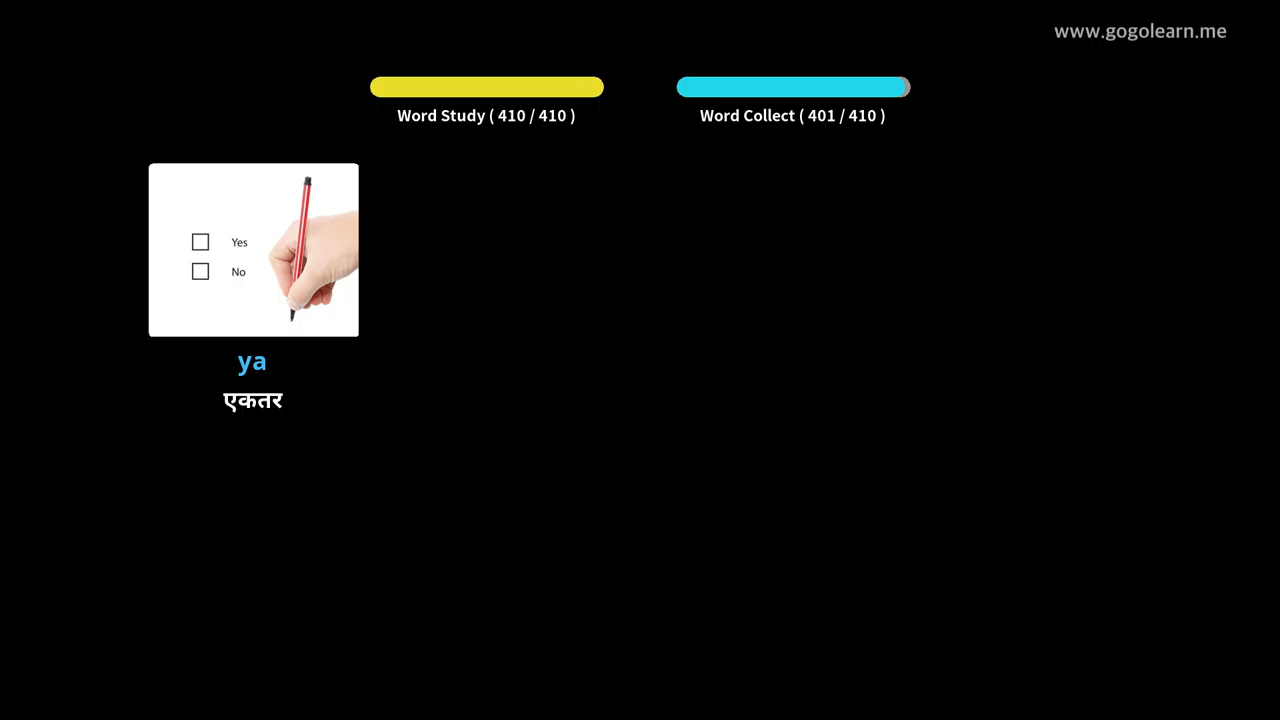 www.gogolearn.me
Word Study ( 410 / 410 )
Word Collect ( 401 / 410 )
Yes
No
ya
एकतर